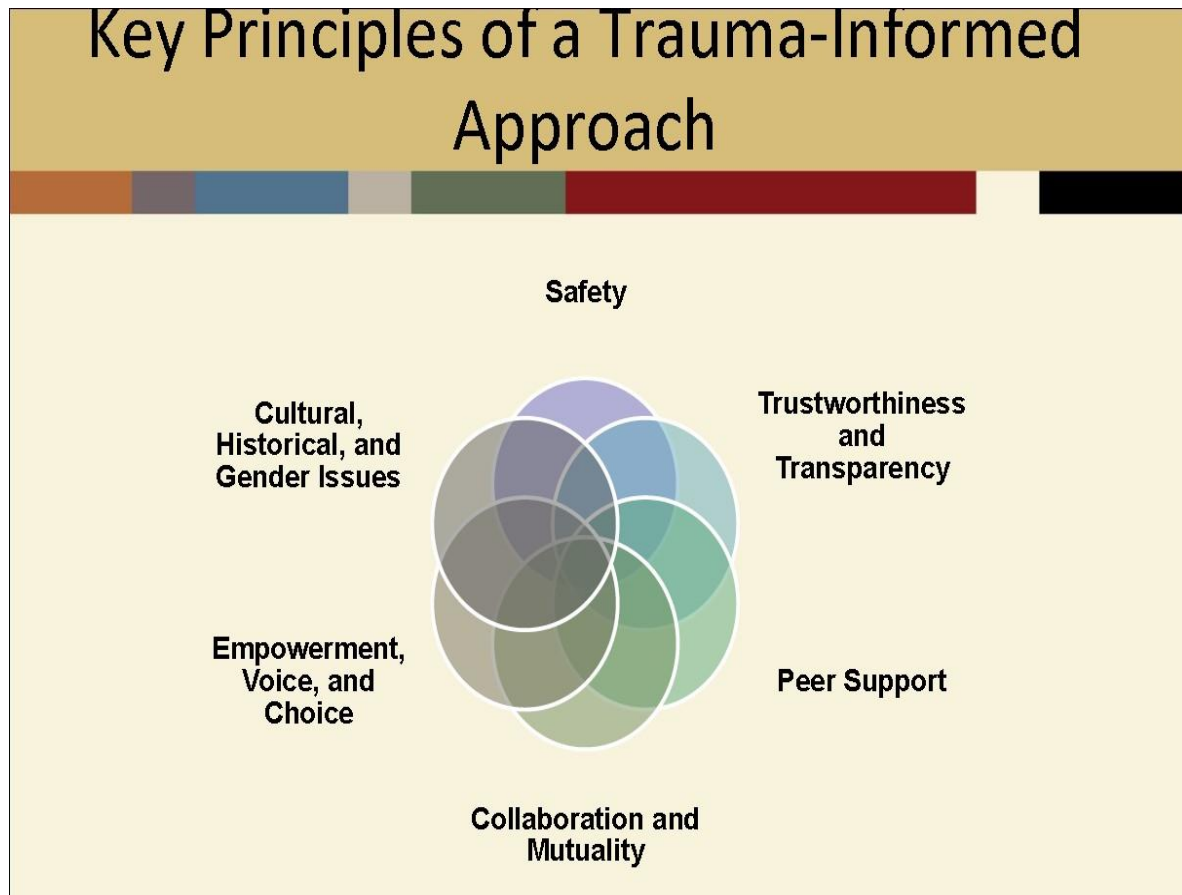 Key Principles of a Trauma-Informed
Approach
Safety
Trustworthiness
and
Transparency
Peer Support
Collaboration and
Mutuality
Empowerment,
Voice, and
Choice
Cultural,
Historical, and
Gender Issues